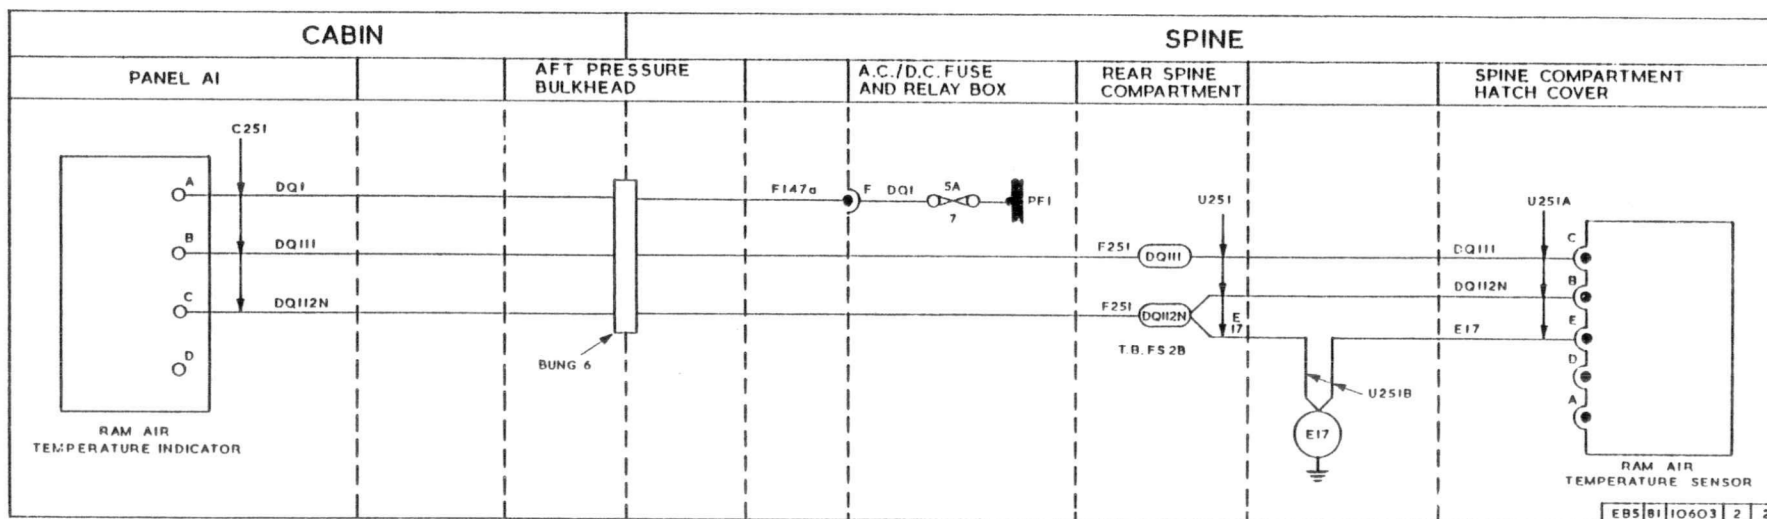 CABIN
SPINE
PANEL A1
AFT PRESSURE
BULKHEAD
A.C./D.C. FUSE
AND RELAY BOX
REAR SPINE
COMPARTMENT
SPINE COMPARTMENT
HATCH COVER
C251
A
DQ1
F147a
F
DQ1
5A
7
PF1
B
DQ111
F251
DQ111
U251
DQ111
U251A
C
C
DQ112N
F251
DQ112N
E
17
DQ112N
B
E17
E
T.B. FS2B
BUNG 6
D
D
U251B
A
E17
RAM AIR
TEMPERATURE INDICATOR
RAM AIR
TEMPERATURE SENSOR
EB5 81 10603 2 2